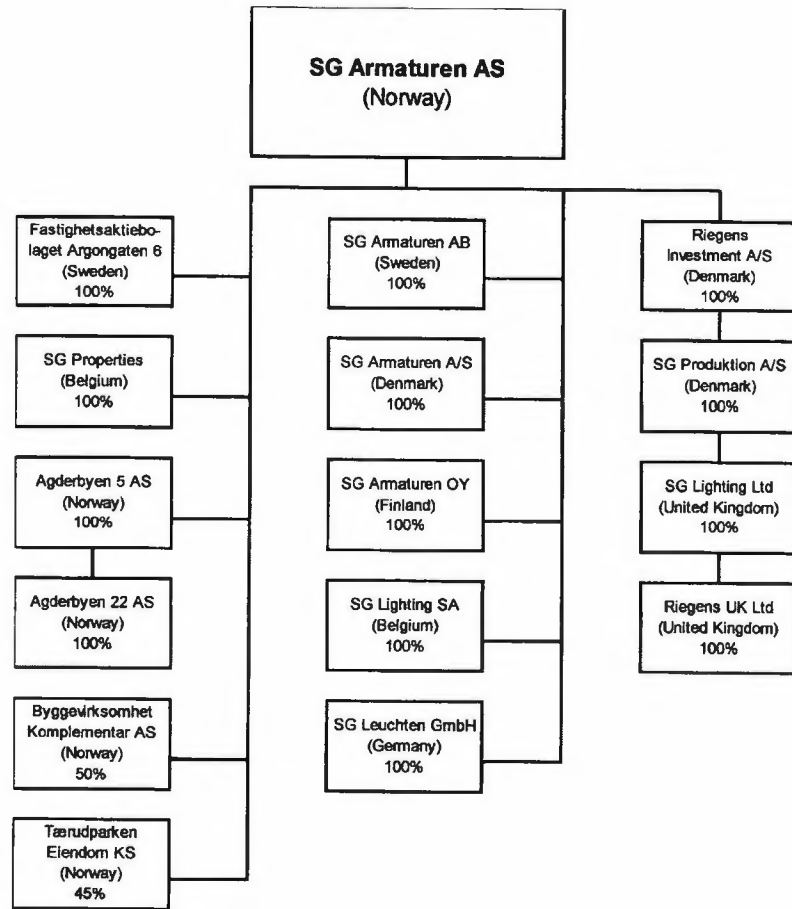 SG Armaturen AS
(Norway)
Fastighetsaktiebo-
laget Argongaten 6
(Sweden)
100%
SG Properties
(Belgium)
100%
Agderbyen 5 AS
(Norway)
100%
Agderbyen 22 AS
(Norway)
100%
Byggevirksomhet
Komplementar AS
(Norway)
50%
Tærudparken
Eiendom KS
(Norway)
45%
SG Armaturen AB
(Sweden)
100%
SG Armaturen A/S
(Denmark)
100%
SG Armaturen OY
(Finland)
100%
SG Lighting SA
(Belgium)
100%
SG Leuchten GmbH
(Germany)
100%
Riegens
Investment A/S
(Denmark)
100%
SG Produktion A/S
(Denmark)
100%
SG Lighting Ltd
(United Kingdom)
100%
Riegens UK Ltd
(United Kingdom)
100%